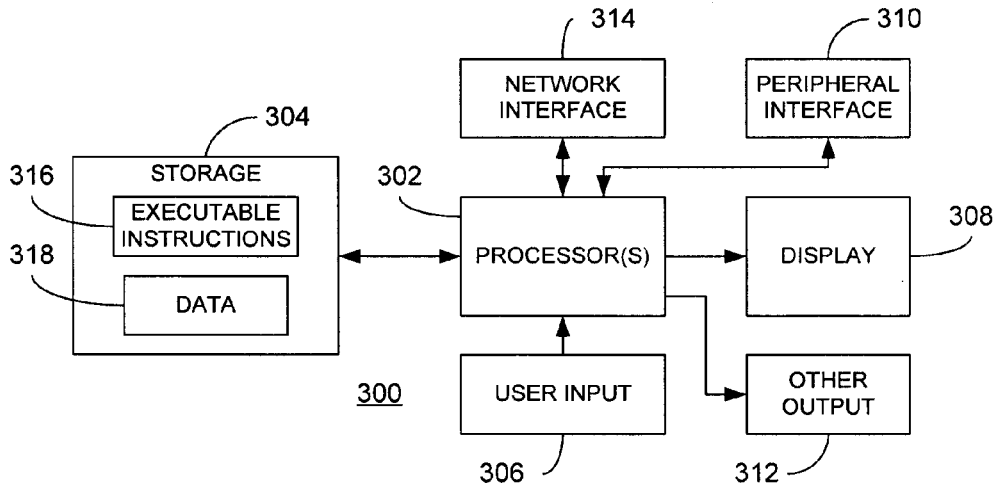 314
310
NETWORK
INTERFACE
PERIPHERAL
INTERFACE
304
STORAGE
316
EXECUTABLE
INSTRUCTIONS
318
DATA
302
PROCESSOR(S)
DISPLAY
308
300
USER INPUT
306
OTHER
OUTPUT
312